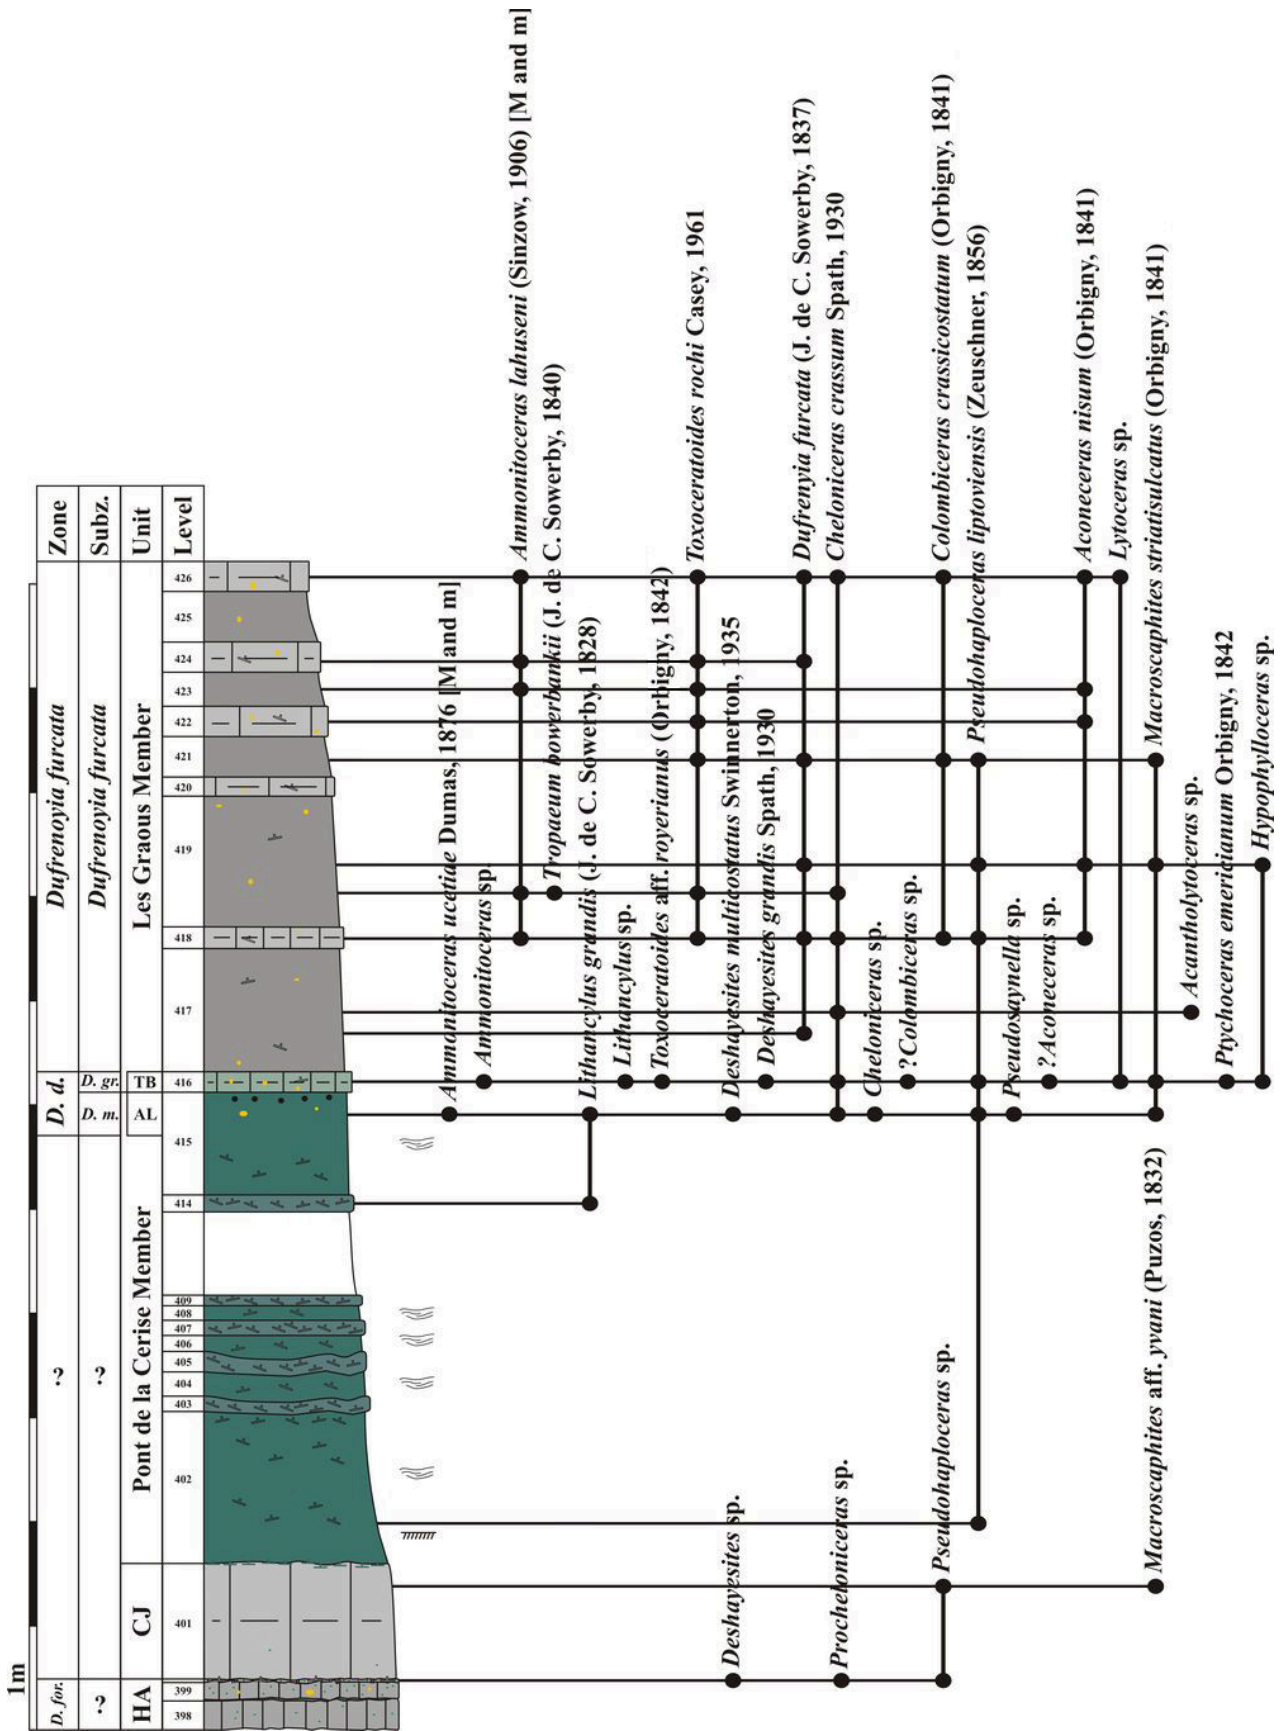 1m
Zone
Subz.
Unit
Level
Dufrenoyia furcata
D. d.
?
D. for.
Dufrenoyia furcata
D. gr.
D. m.
?
?
Les Graous Member
TB
AL
Pont de la Cerise Member
CJ
HA
426
425
424
423
422
421
420
419
418
417
416
415
414
409
408
407
406
405
404
403
402
401
399
398
Ammonitoceras lahuseni (Sinzow, 1906) [M and m]
Tropaeum bowerbankii (J. de C. Sowerby, 1840)
Toxoceratoides rochi Casey, 1961
Dufrenyia furcata (J. de C. Sowerby, 1837)
Cheloniceras crassum Spath, 1930
Colombiceras crassicostatum (Orbigny, 1841)
Pseudohaploceras liptoviensis (Zeuschner, 1856)
Aconeceras nisum (Orbigny, 1841)
Lytoceras sp.
Macroscaphites striatisulcatus (Orbigny, 1841)
Ammonitoceras ucetiae Dumas, 1876 [M and m]
Ammonitoceras sp.
Lithancylus grandis (J. de C. Sowerby, 1828)
Lithancylus sp.
Toxoceratoides aff. royerianus (Orbigny, 1842)
Deshayesites multicostatus Swinnerton, 1935
Deshayesites grandis Spath, 1930
Cheloniceras sp.
?Colombiceras sp.
Pseudosaynella sp.
?Aconeceras sp.
Acantholytoceras sp.
Ptychoceras emericianum Orbigny, 1842
Hypophylloceras sp.
Deshayesites sp.
Procheloniceras sp.
Pseudohaploceras sp.
Macroscaphites aff. yvani (Puzos, 1832)